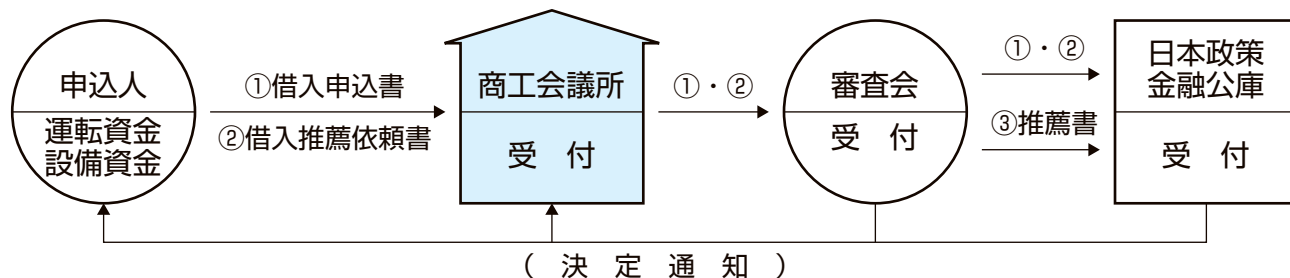 申込人
運転資金
設備資金
①借入申込書
②借入推薦依頼書
商工会議所
受 付
①・②
審査会
受 付
①・②
③推薦書
日本政策
金融公庫
受 付
( 決 定 通 知 )